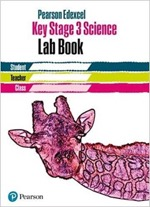 Pearson Edexcel
Key Stage 3 Science
Lab Book
Student
Teacher
Class
Pearson